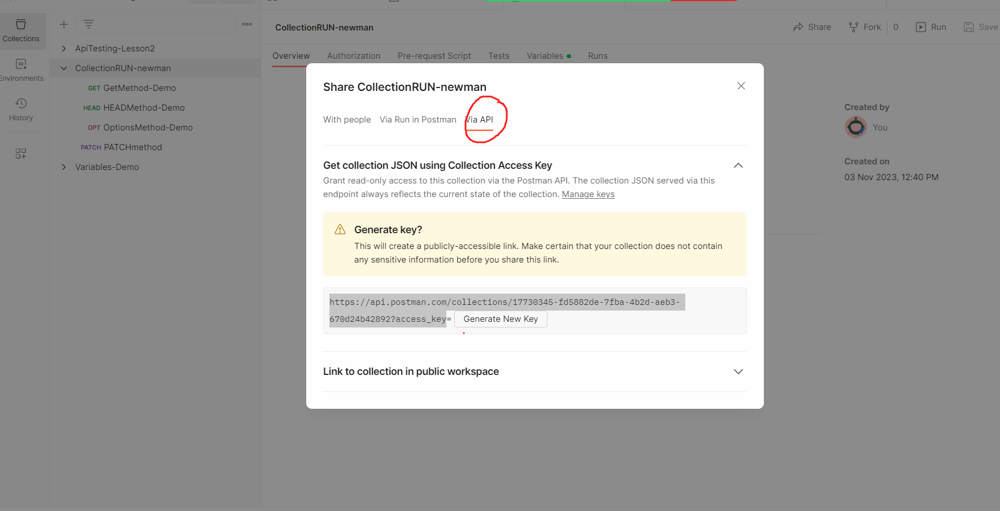 Collections
Environments
History
ApiTesting-Lesson2
CollectionRUN-newman
GET GetMethod-Demo
HEAD HEADMethod-Demo
OPT OptionsMethod-Demo
PATCH PATCHmethod
Variables-Demo
CollectionRUN-newman
Share Fork 0 Run Save
Overview Authorization Pre-request Script Tests Variables Runs
Share CollectionRUN-newman
With people Via Run in Postman Via API
Get collection JSON using Collection Access Key
Grant read-only access to this collection via the Postman API. The collection JSON served via this
endpoint always reflects the current state of the collection. Manage keys
Generate key?
This will create a publicly-accessible link. Make certain that your collection does not contain
any sensitive information before you share this link.
https://api.postman.com/collections/17730345-fd5882de-7fba-4b2d-aeb3-
670d24b42892?access_key= Generate New Key
Link to collection in public workspace
Created by
You
Created on
03 Nov 2023, 12:40 PM